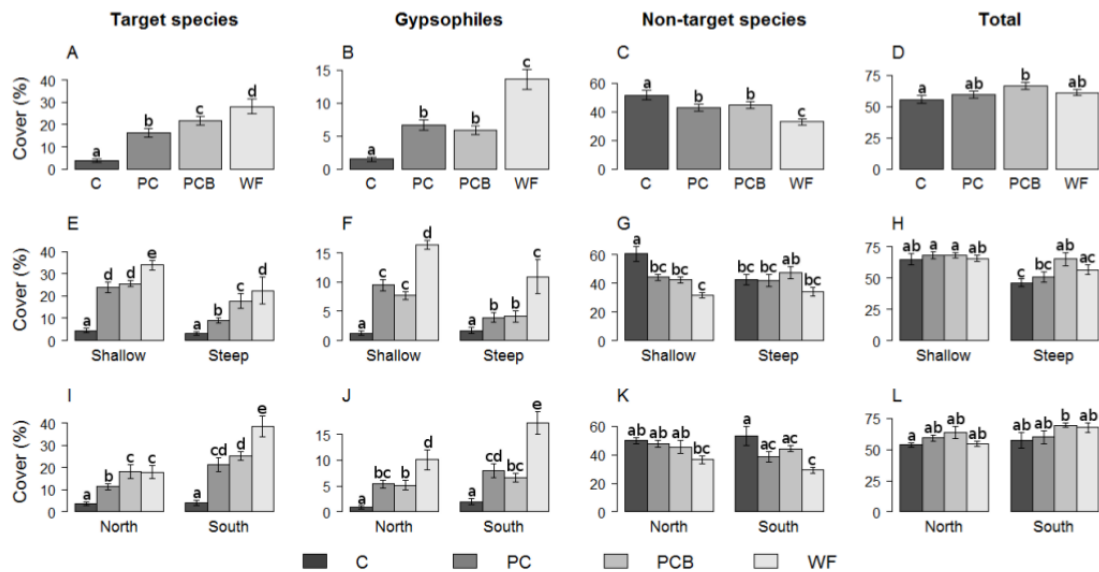 Target species Gypsophiles Non-target species Total
A B C D
Cover (%)
40 30 20 10 0
a b c d
C PC PCB WF
15 10 5 0
a b b c
C PC PCB WF
60 40 20 0
a b b c
C PC PCB WF
75 50 25 0
a ab b ab
C PC PCB WF
E F G H
Cover (%)
40 30 20 10 0
a d d e a b c d
Shallow Steep
15 10 5 0
a c c d a b b c
Shallow Steep
60 40 20 0
a bc bc c bc bc ab bc
Shallow Steep
75 50 25 0
ab a a ab c bc ab ac
Shallow Steep
I J K L
Cover (%)
40 30 20 10 0
a b c c a cd d e
North South
15 10 5 0
a bc b d a cd bc e
North South
60 40 20 0
ab ab ab bc a ac ac c
North South
75 50 25 0
a ab ab ab ab ab b ab
North South
C PC PCB WF